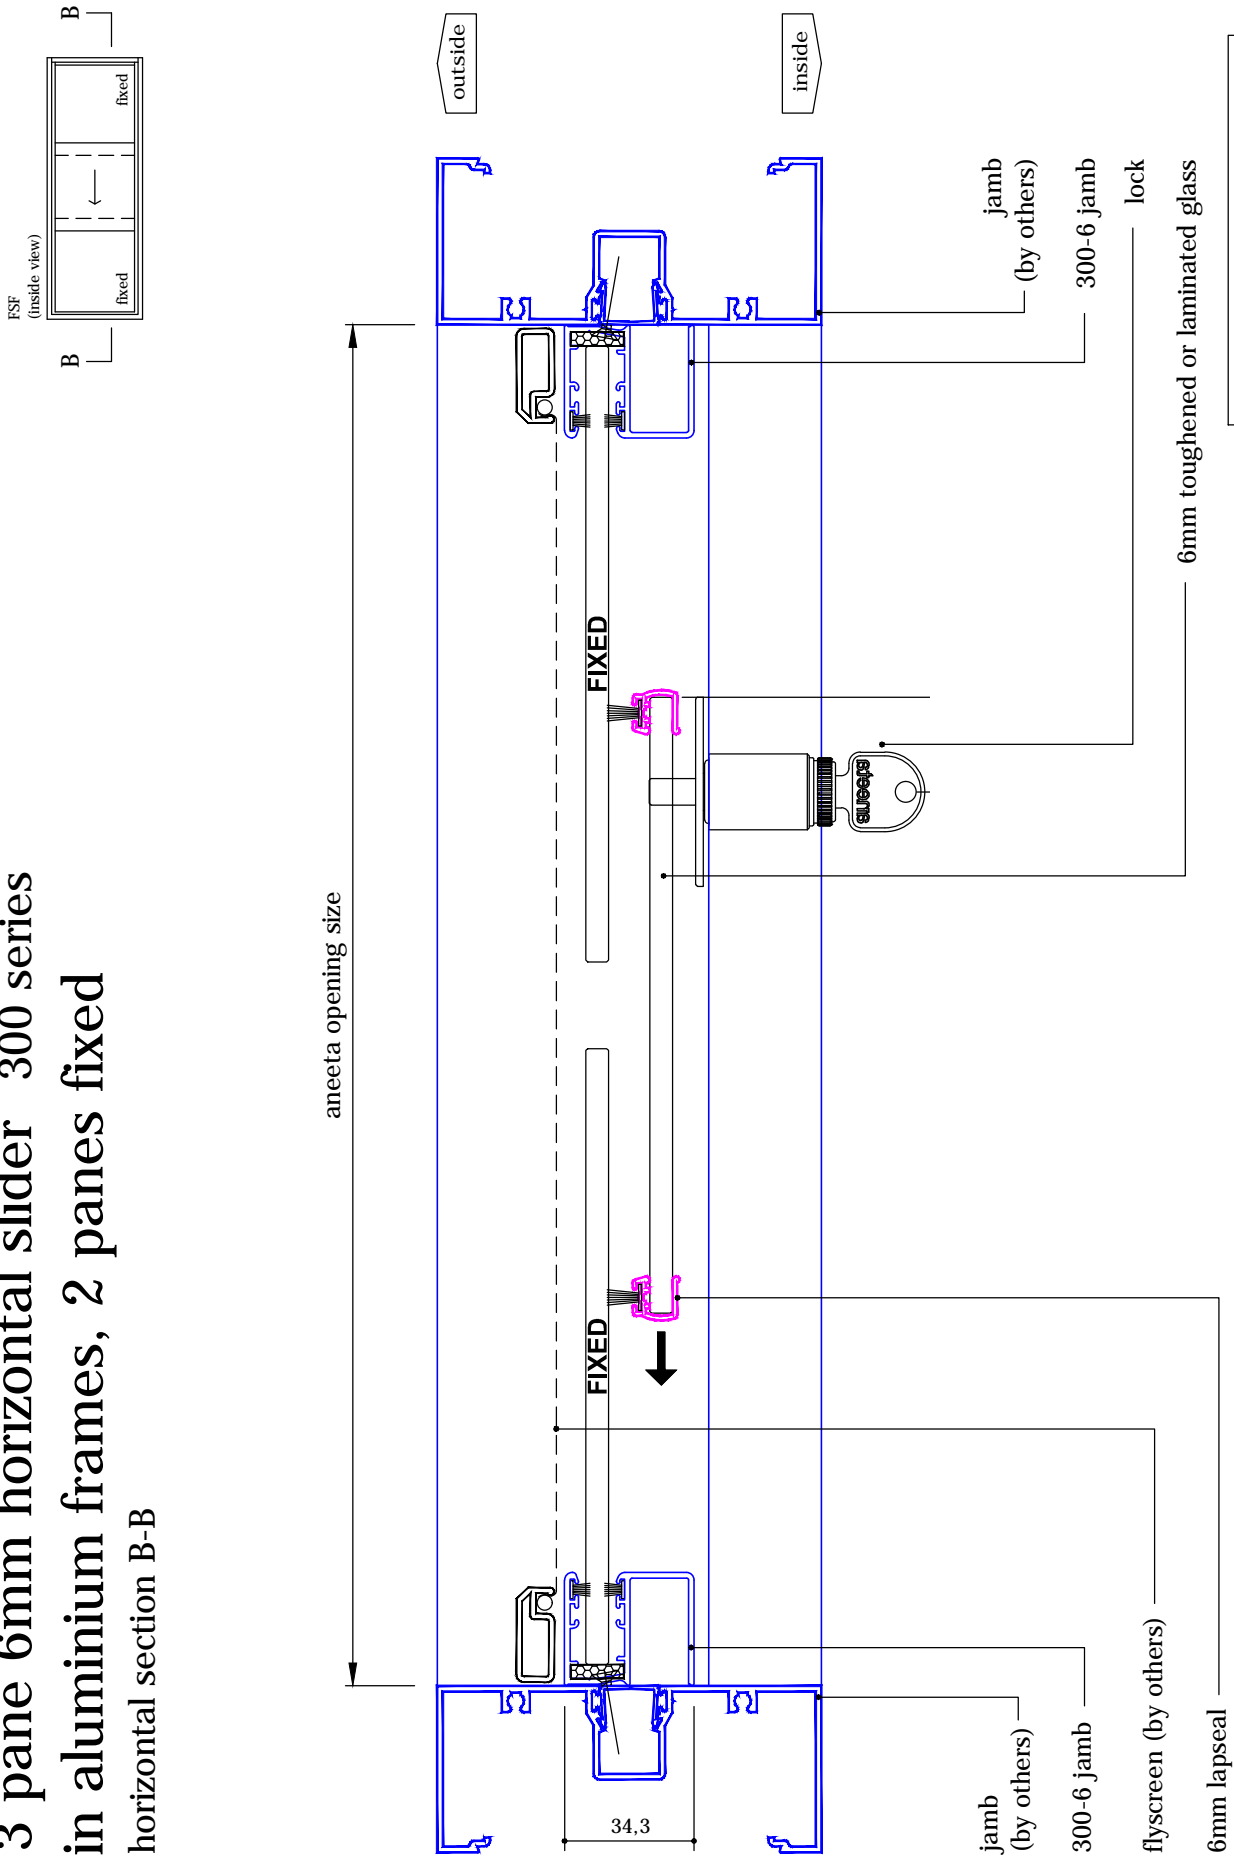 3 pane 6mm horizontal slider 300 series
in aluminium frames, 2 panes fixed
horizontal section B-B
FSF
(inside view)
B
B
fixed
fixed
aneeta opening size
outside
inside
FIXED
FIXED
aneeta
34,3
jamb
(by others)
300-6 jamb
flyscreen (by others)
6mm lapseal
jamb
(by others)
300-6 jamb
lock
6mm toughened or laminated glass